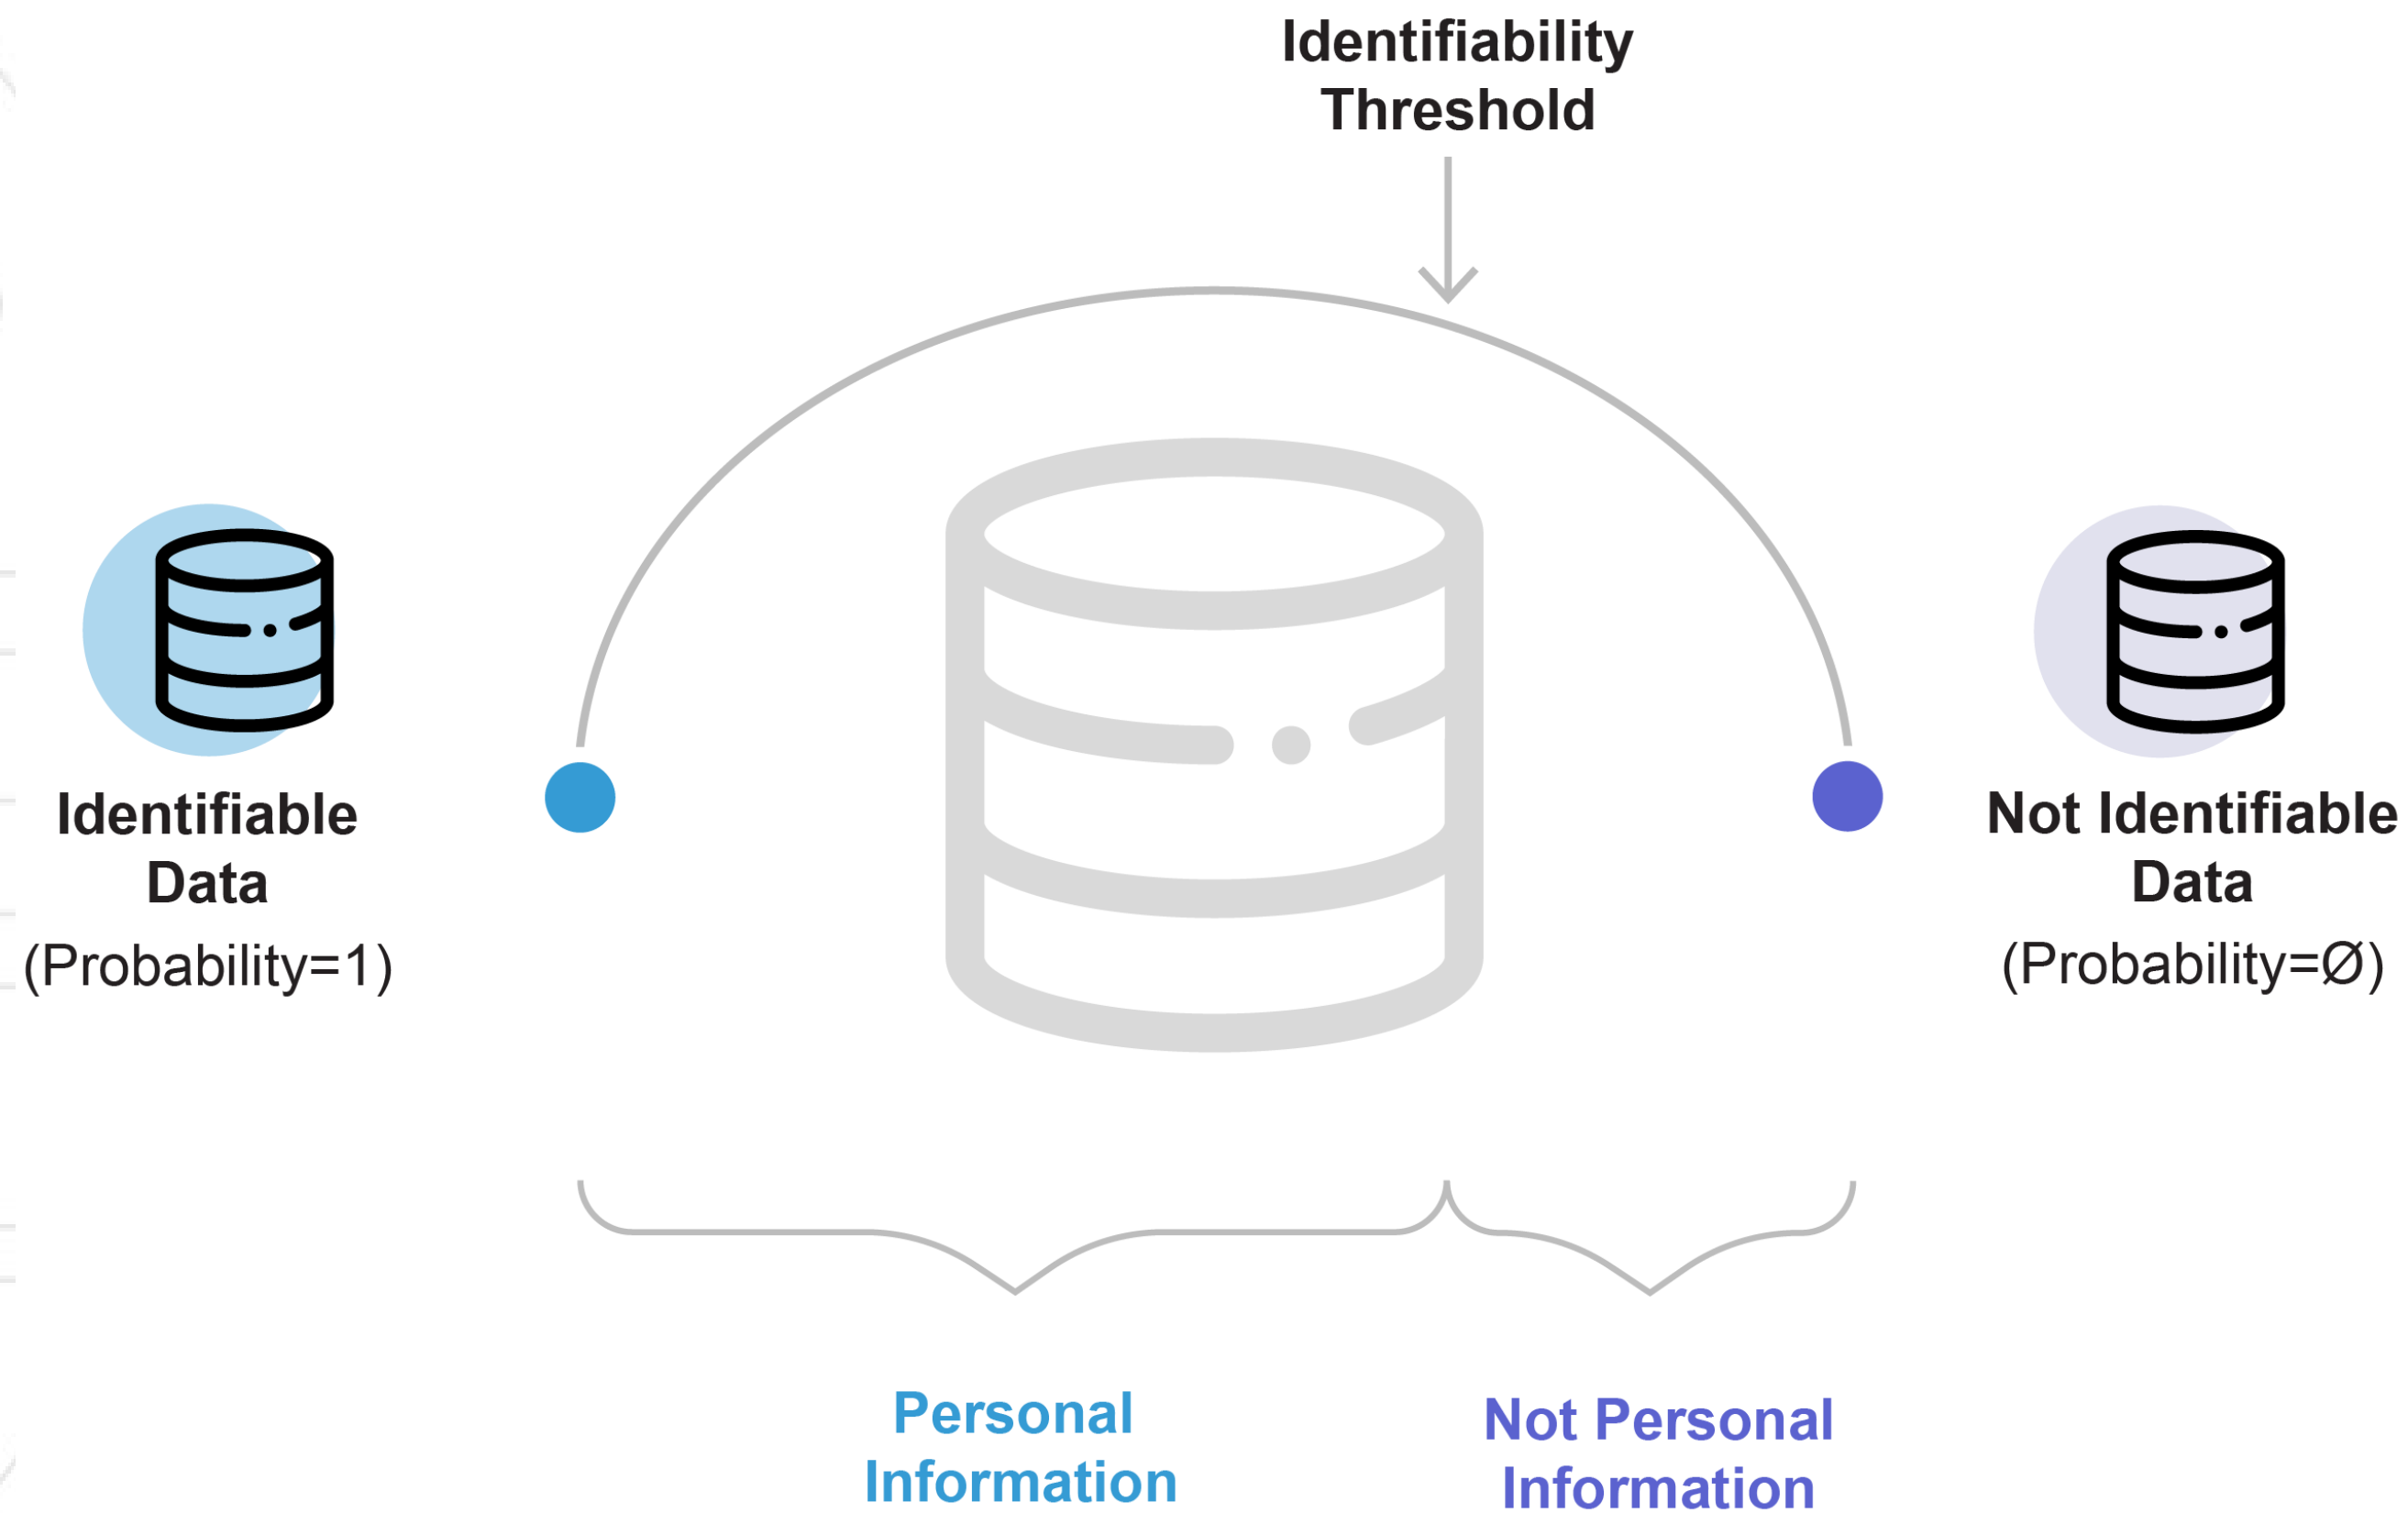 Identifiability
Threshold
Identifiable
Data
(Probability=1)
Not Identifiable
Data
(Probability=Ø)
Personal
Information
Not Personal
Information